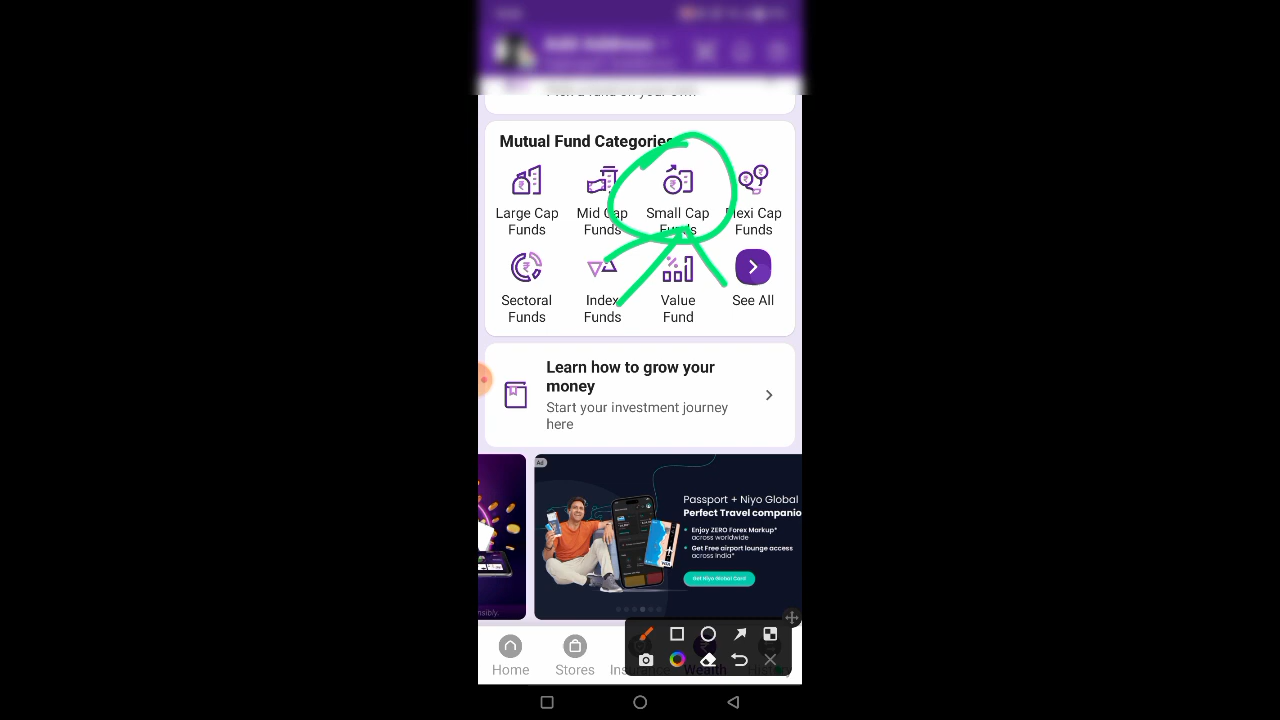 Mutual Fund Categories
Large Cap
Funds
Mid Cap
Funds
Small Cap
Funds
Flexi Cap
Funds
Sectoral
Funds
Index
Funds
Value
Fund
See All
Learn how to grow your
money
Start your investment journey
here
Ad
Passport + Niyo Global
Perfect Travel companio
Enjoy ZERO Forex Markup*
across worldwide
Get Free airport lounge access
across India*
Get Niyo Global Card
nsibly.
Home
Stores
Wealth